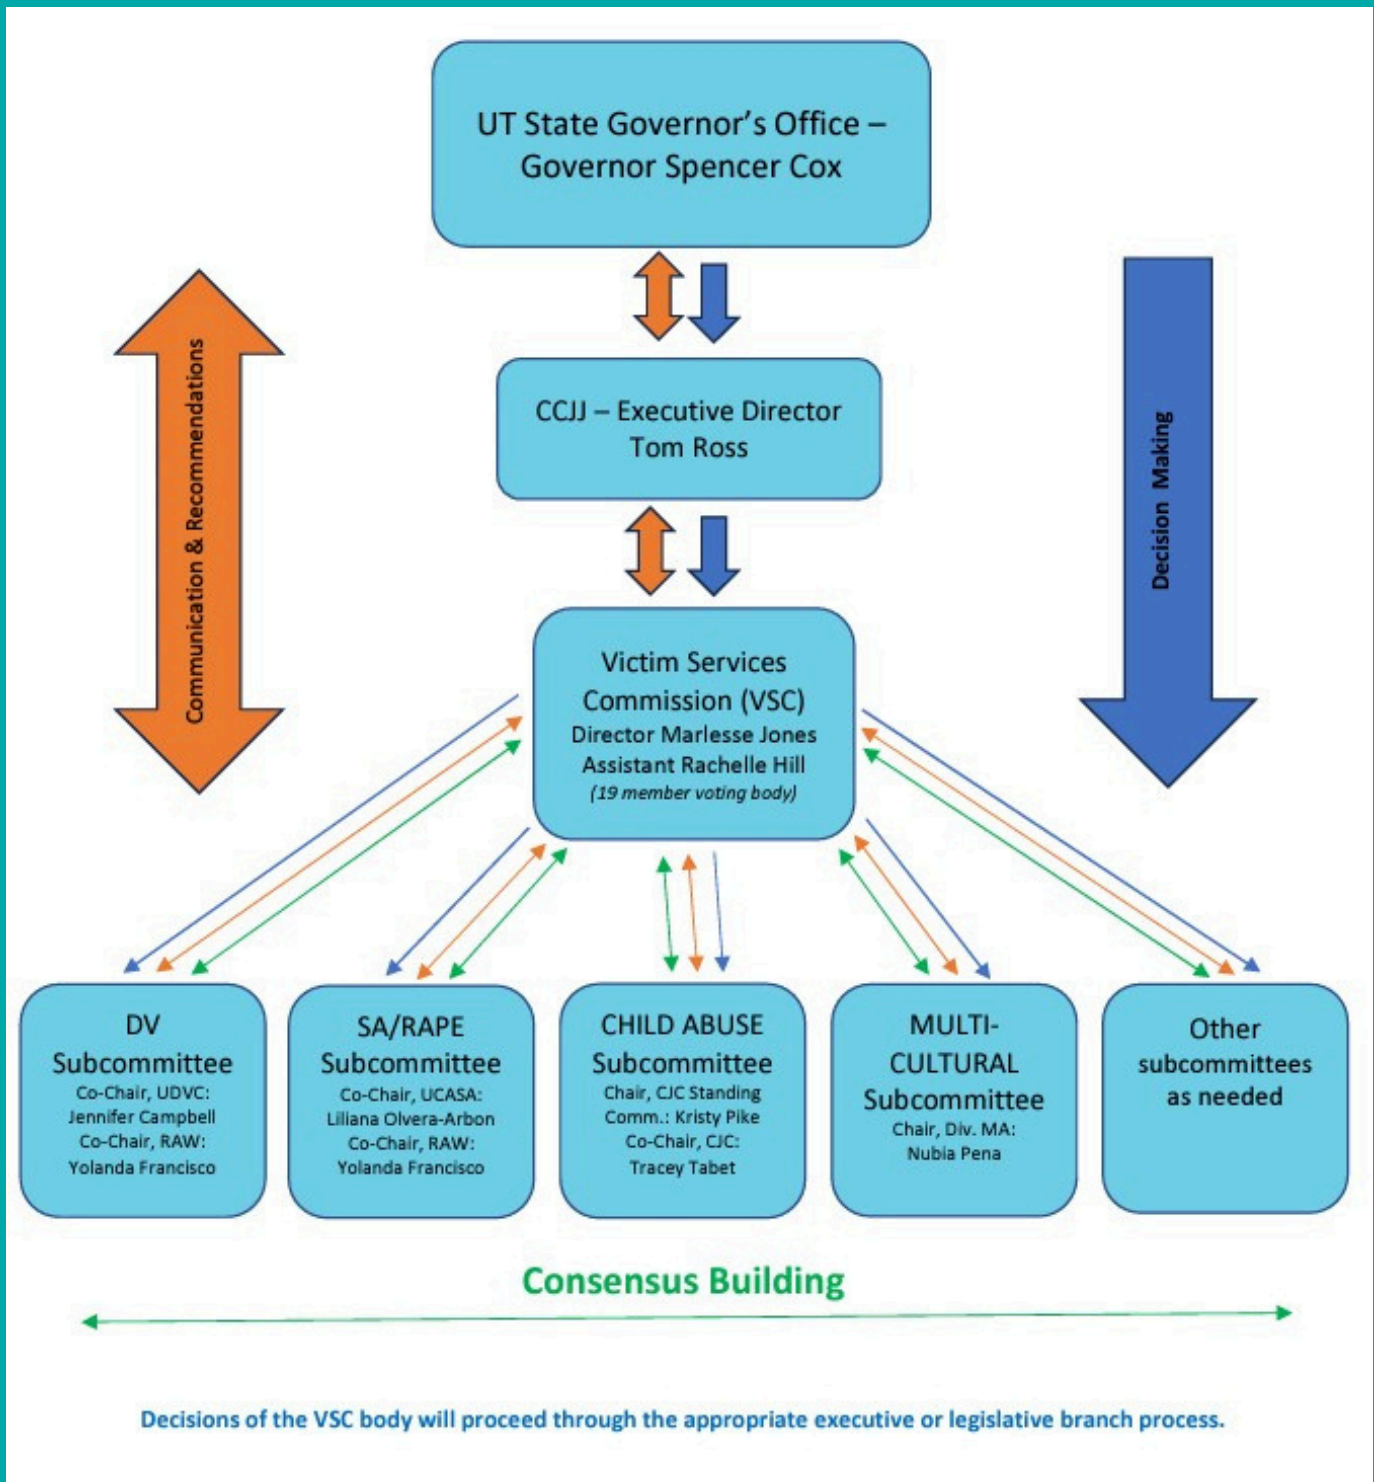 UT State Governor's Office –
Governor Spencer Cox
Communication & Recommendations
Decision Making
CCJJ – Executive Director
Tom Ross
Victim Services
Commission (VSC)
Director Marlesse Jones
Assistant Rachelle Hill
(19 member voting body)
DV
Subcommittee
Co-Chair, UDVC:
Jennifer Campbell
Co-Chair, RAW:
Yolanda Francisco
SA/RAPE
Subcommittee
Co-Chair, UCASA:
Liliana Olvera-Arbon
Co-Chair, RAW:
Yolanda Francisco
CHILD ABUSE
Subcommittee
Chair, CJC Standing
Comm.: Kristy Pike
Co-Chair, CJC:
Tracey Tabet
MULTI-
CULTURAL
Subcommittee
Chair, Div. MA:
Nubia Pena
Other
subcommittees
as needed
Consensus Building
Decisions of the VSC body will proceed through the appropriate executive or legislative branch process.